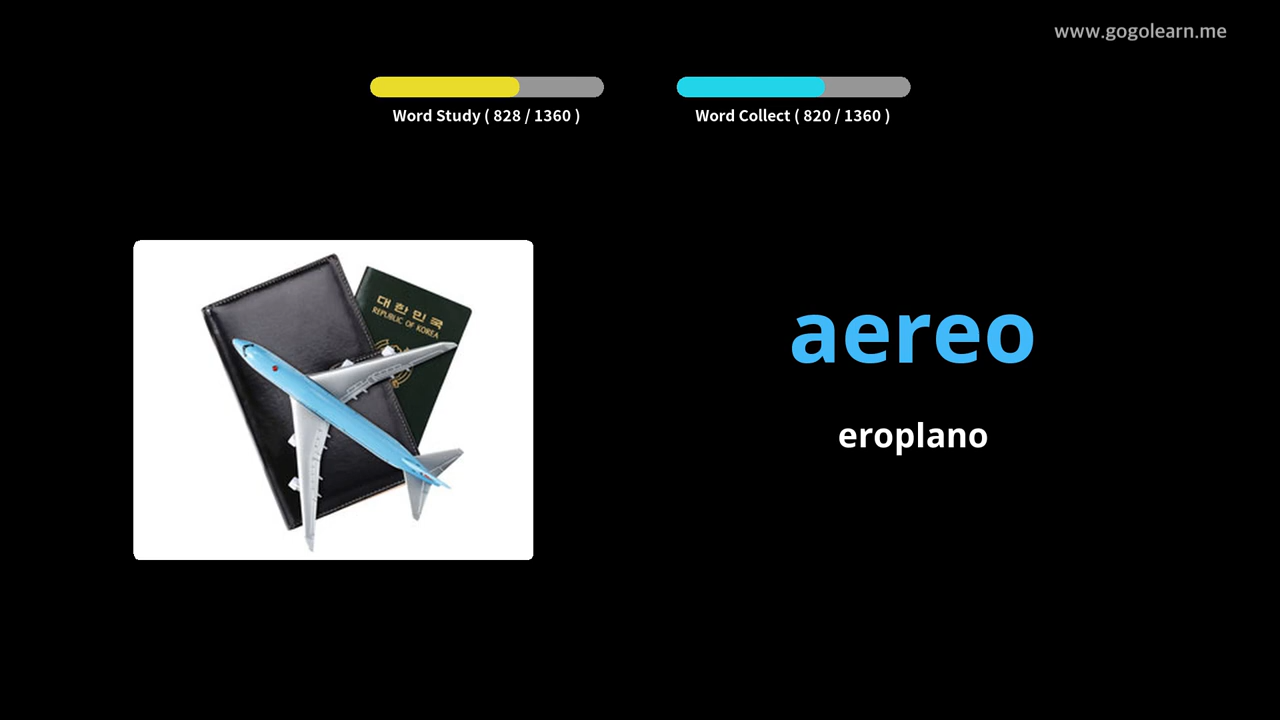 www.gogolearn.me
Word Study ( 828 / 1360 )
Word Collect ( 820 / 1360 )
대한민국
REPUBLIC OF KOREA
aereo
eroplano